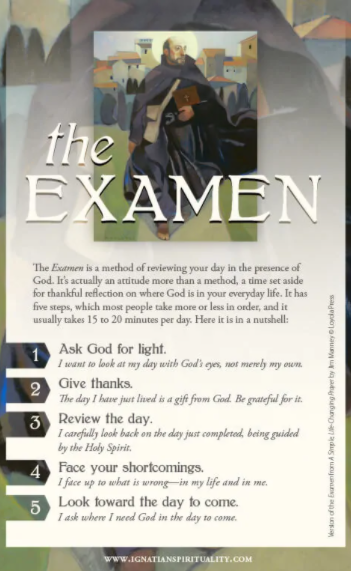 the
EXAMEN
The Examen is a method of reviewing your day in the presence of
God. It's actually an attitude more than a method, a time set aside
for thankful reflection on where God is in your everyday life. It has
five steps, which most people take more or less in order, and it
usually takes 15 to 20 minutes per day. Here it is in a nutshell:
1 Ask God for light.
I want to look at my day with God's eyes, not merely my own.
2 Give thanks.
The day I have just lived is a gift from God. Be grateful for it.
3 Review the day.
I carefully look back on the day just completed, being guided
by the Holy Spirit.
4 Face your shortcomings.
I face up to what is wrong—in my life and in me.
5 Look toward the day to come.
I ask where I need God in the day to come.
Version of the Examen from A Simple, Life-Changing Prayer by Jim Manney © Loyola Press
WWW.IGNATIANSPIRITUALITY.COM